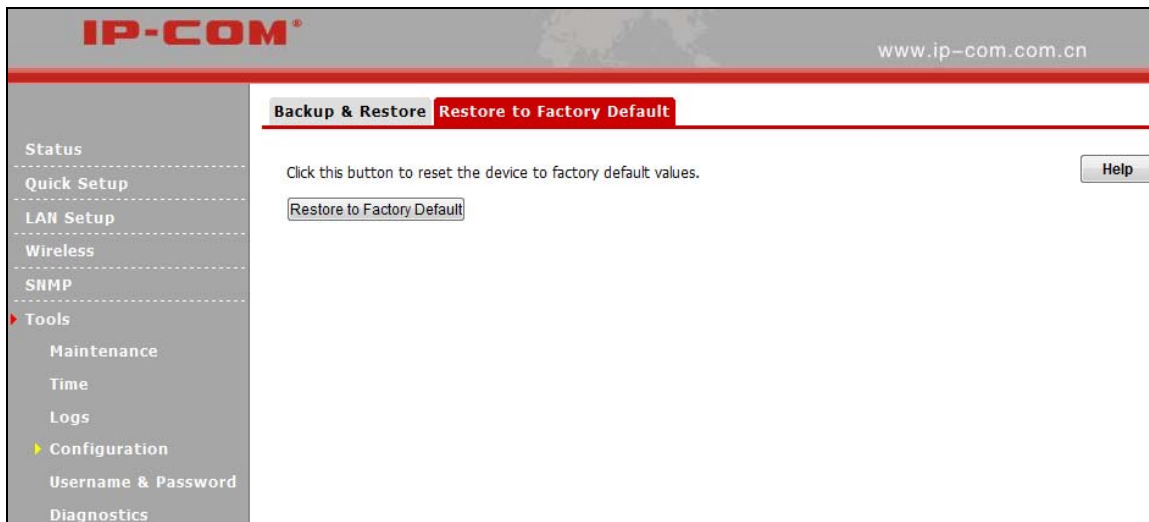 IP-COM®
www.ip-com.com.cn
Backup & Restore Restore to Factory Default
Status
Quick Setup
LAN Setup
Wireless
SNMP
Tools
Maintenance
Time
Logs
Configuration
Username & Password
Diagnostics
Click this button to reset the device to factory default values.
Help
Restore to Factory Default